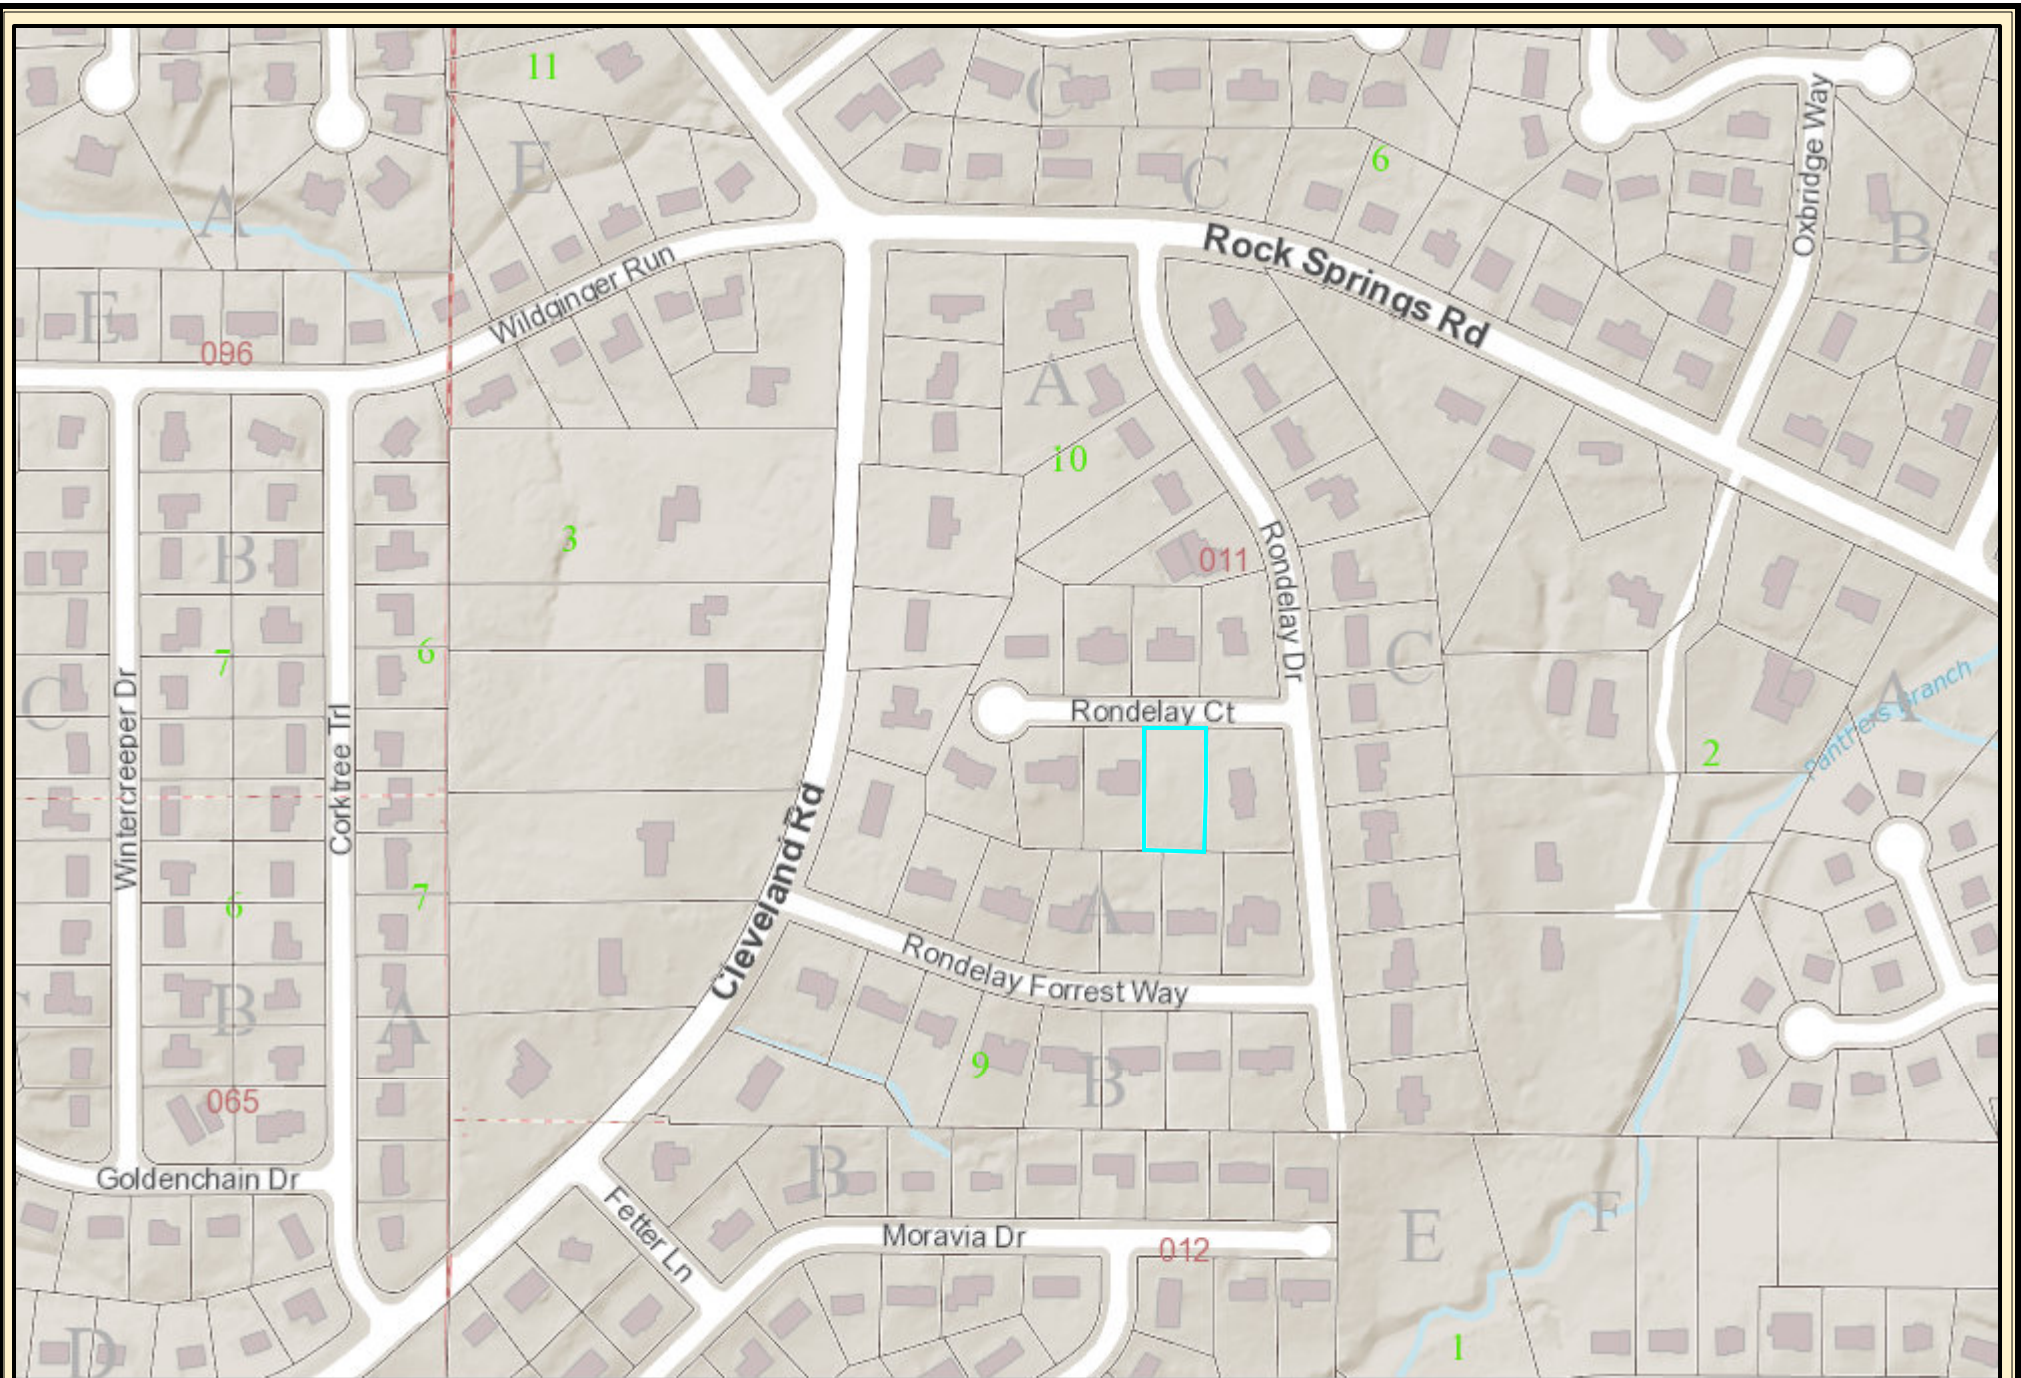 11
C
E
6
C
Oxbridge Way
A
B
Rock Springs Rd
Wildginger Run
E
096
A
10
3
011
B
Rondelay Dr
6
7
C
C
Wintercreeper Dr
Corktree Trl
Rondelay Ct
A
Panthers Branch
2
Cleveland Rd
7
6
A
Rondelay Forrest Way
B
A
9
B
065
Goldenchain Dr
B
Fetter Ln
Moravia Dr
012
E
F
D
1